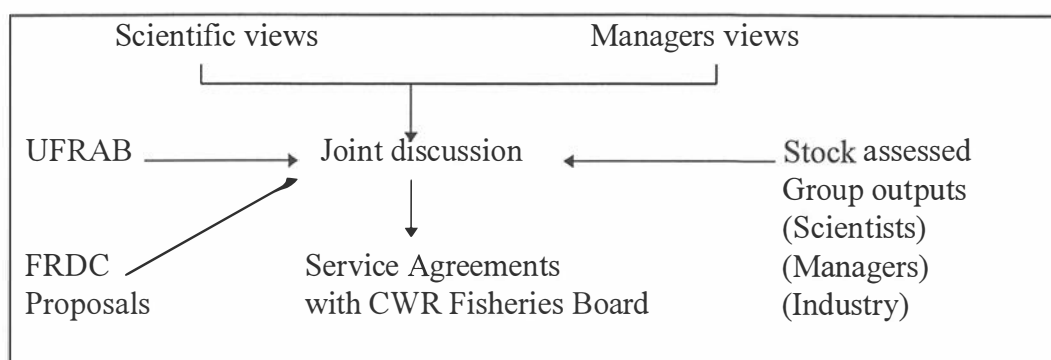 Scientific views
Managers views
UFRAB
Joint discussion
Stock assessed
Group outputs
(Scientists)
(Managers)
(Industry)
FRDC
Proposals
Service Agreements
with CWR Fisheries Board